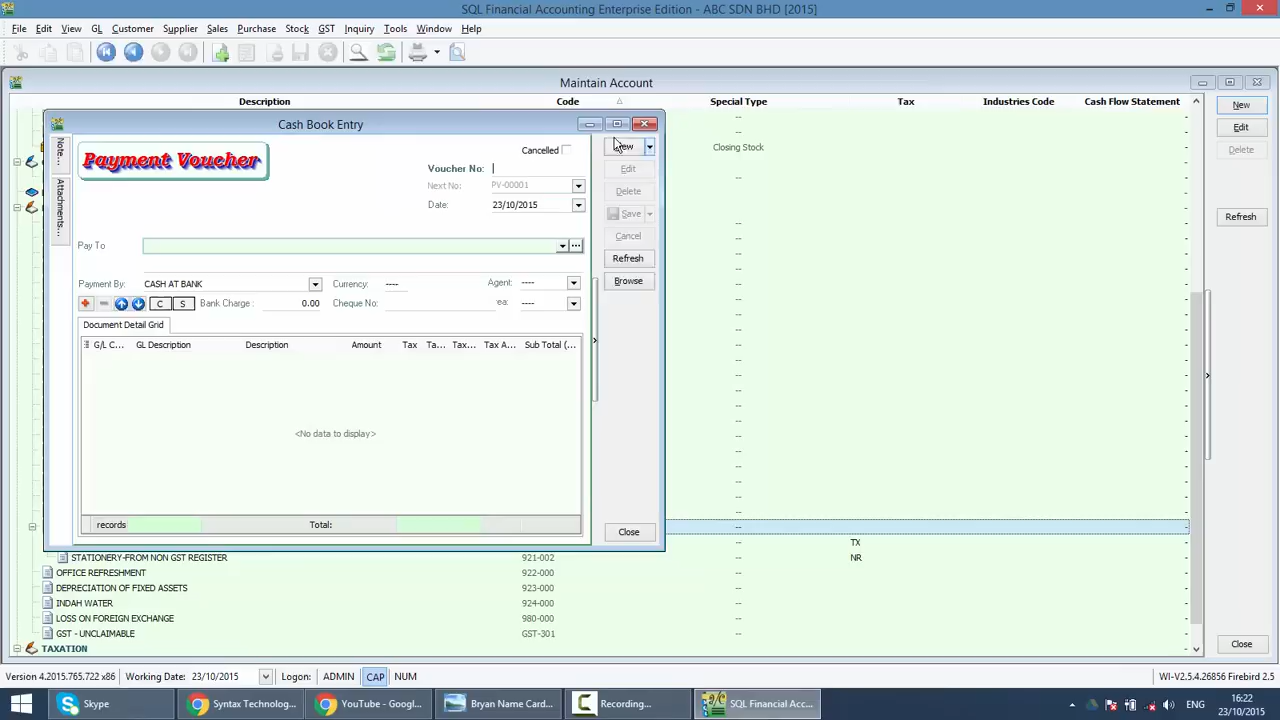 SQL Financial Accounting Enterprise Edition - ABC SDN BHD [2015]
File Edit View GL Customer Supplier Sales Purchase Stock GST Inquiry Tools Window Help
Maintain Account
Description Code Special Type Tax Industries Code Cash Flow Statement
New
Edit
Delete
Refresh
Closing Stock
Cash Book Entry
Note...
Attachments...
Payment Voucher
Cancelled
Voucher No:
Next No: PV-00001
Date: 23/10/2015
Pay To
Payment By: CASH AT BANK Currency: ---- Agent: ----
C S Bank Charge : 0.00 Cheque No: ----
Document Detail Grid
G/L C... GL Description Description Amount Tax Ta... Tax... Tax A... Sub Total (...
<No data to display>
records Total:
Edit
Delete
Save
Cancel
Refresh
Browse
Close
TX
STATIONERY-FROM NON GST REGISTER 921-002 -- NR -
OFFICE REFRESHMENT 922-000 -- -
DEPRECIATION OF FIXED ASSETS 923-000 -- -
INDAH WATER 924-000 -- -
LOSS ON FOREIGN EXCHANGE 980-000 -- -
GST - UNCLAIMABLE GST-301 -- -
TAXATION
Close
Version 4.2015.765.722 x86 Working Date: 23/10/2015 Logon: ADMIN CAP NUM WI-V2.5.4.26856 Firebird 2.5
Skype Syntax Technolog... YouTube - Googl... Bryan Name Card... Recording... SQL Financial Acc... ENG 16:22
23/10/2015